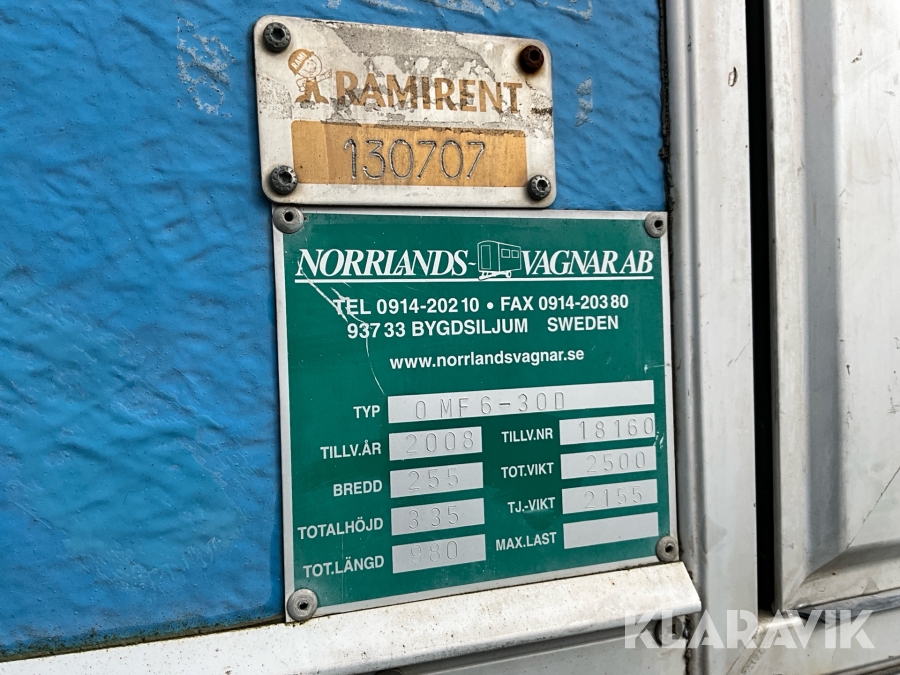 RAMIRENT
130707
NORRLANDS VAGNAR AB
TEL 0914-202 10 • FAX 0914-203 80
937 33 BYGDSILJUM SWEDEN
www.norrlandsvagnar.se
TYP OMF6-30D
TILLV.ÅR 2008 TILLV.NR 18160
BREDD 255 TOT.VIKT 2500
TOTALHÖJD 335 TJ.-VIKT 2155
TOT.LÄNGD 980 MAX.LAST
KLARAVIK